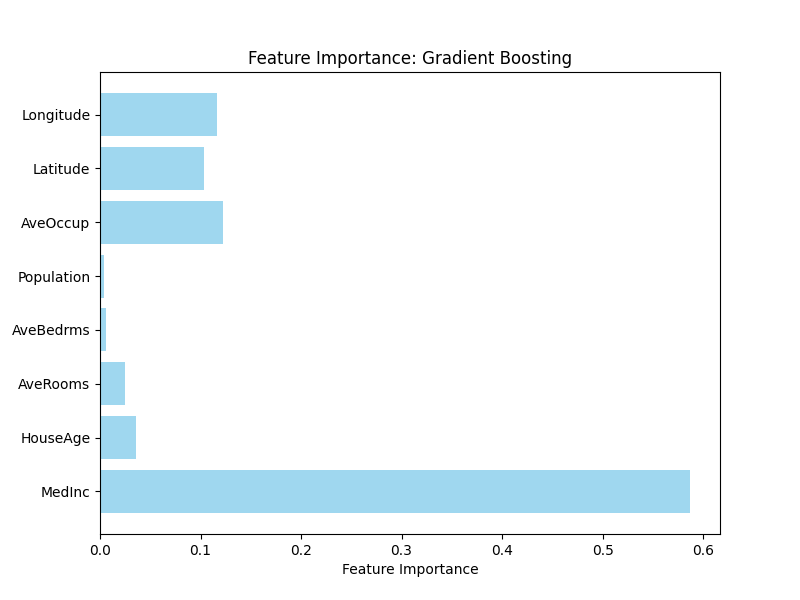 Feature Importance: Gradient Boosting
Longitude
Latitude
AveOccup
Population
AveBedrms
AveRooms
HouseAge
MedInc
0.0 0.1 0.2 0.3 0.4 0.5 0.6
Feature Importance